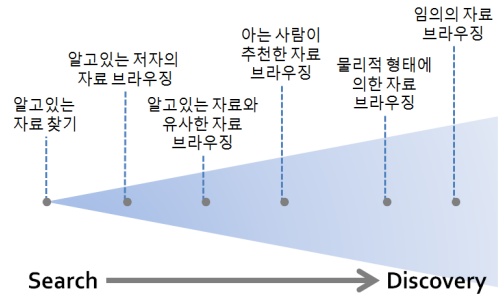 알고있는
자료 찾기
알고있는 저자의
자료 브라우징
알고있는 자료와
유사한 자료
브라우징
아는 사람이
추천한 자료
브라우징
물리적 형태에
의한 자료
브라우징
임의의 자료
브라우징
Search
Discovery